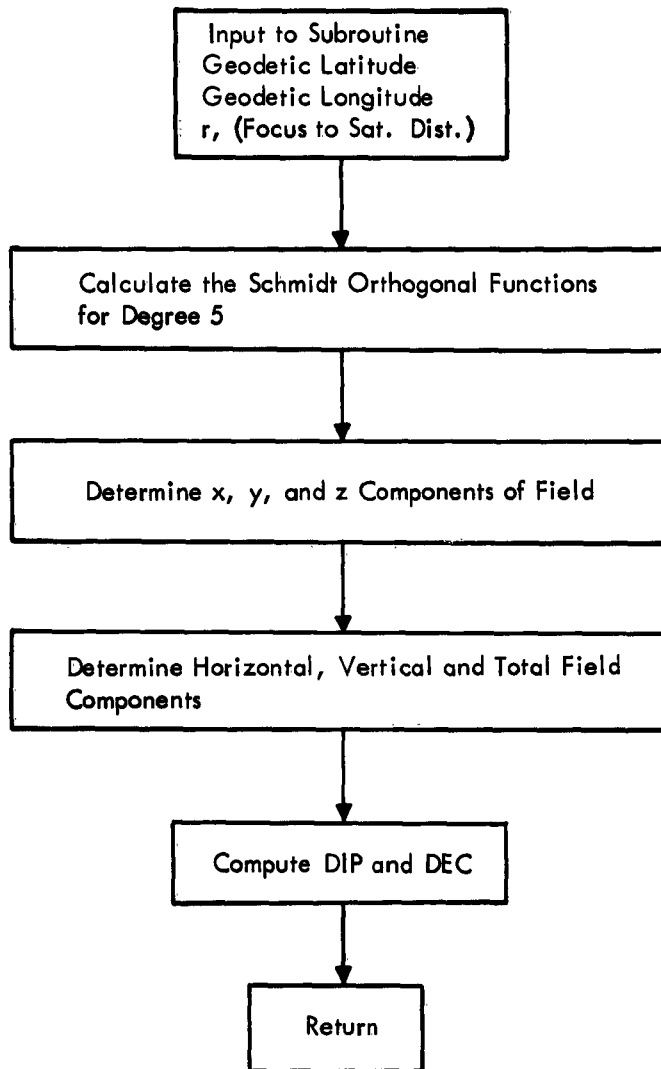 Input to Subroutine
Geodetic Latitude
Geodetic Longitude
r, (Focus to Sat. Dist.)
Calculate the Schmidt Orthogonal Functions
for Degree 5
Determine x, y, and z Components of Field
Determine Horizontal, Vertical and Total Field
Components
Compute DIP and DEC
Return